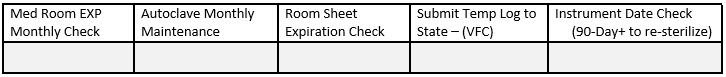 Med Room EXP
Monthly Check
Autoclave Monthly
Maintenance
Room Sheet
Expiration Check
Submit Temp Log to
State – (VFC)
Instrument Date Check
(90-Day+ to re-sterilize)